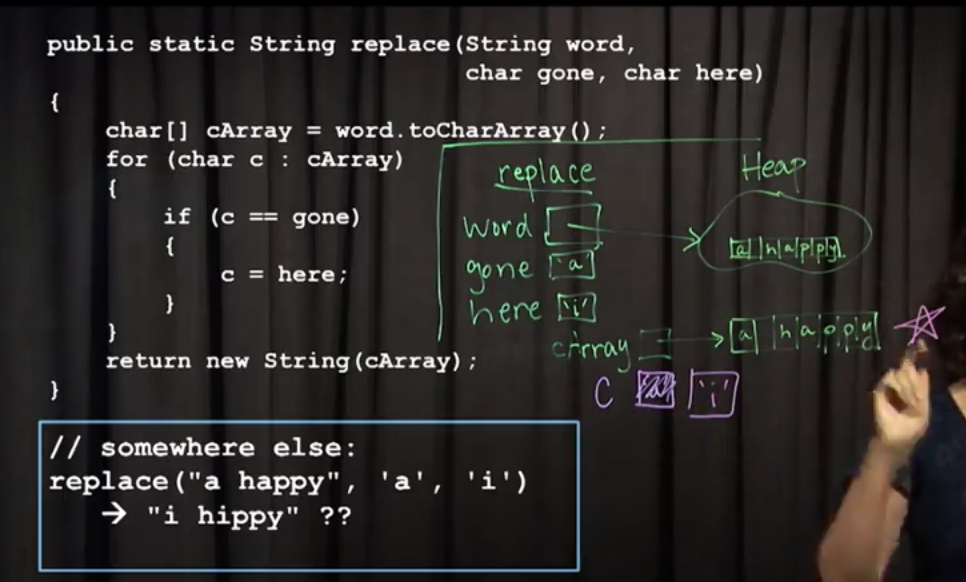 public static String replace(String word,
char gone, char here)
{
char[] cArray = word.toCharArray();
for (char c : cArray)
{
if (c == gone)
{
c = here;
}
}
return new String(cArray);
}
// somewhere else:
replace("a happy", 'a', 'i')
→ "i hippy" ??
replace
Heap
word
a h a p p y
gone 'a'
here 'i'
cArray a h a p p y
C 'i'